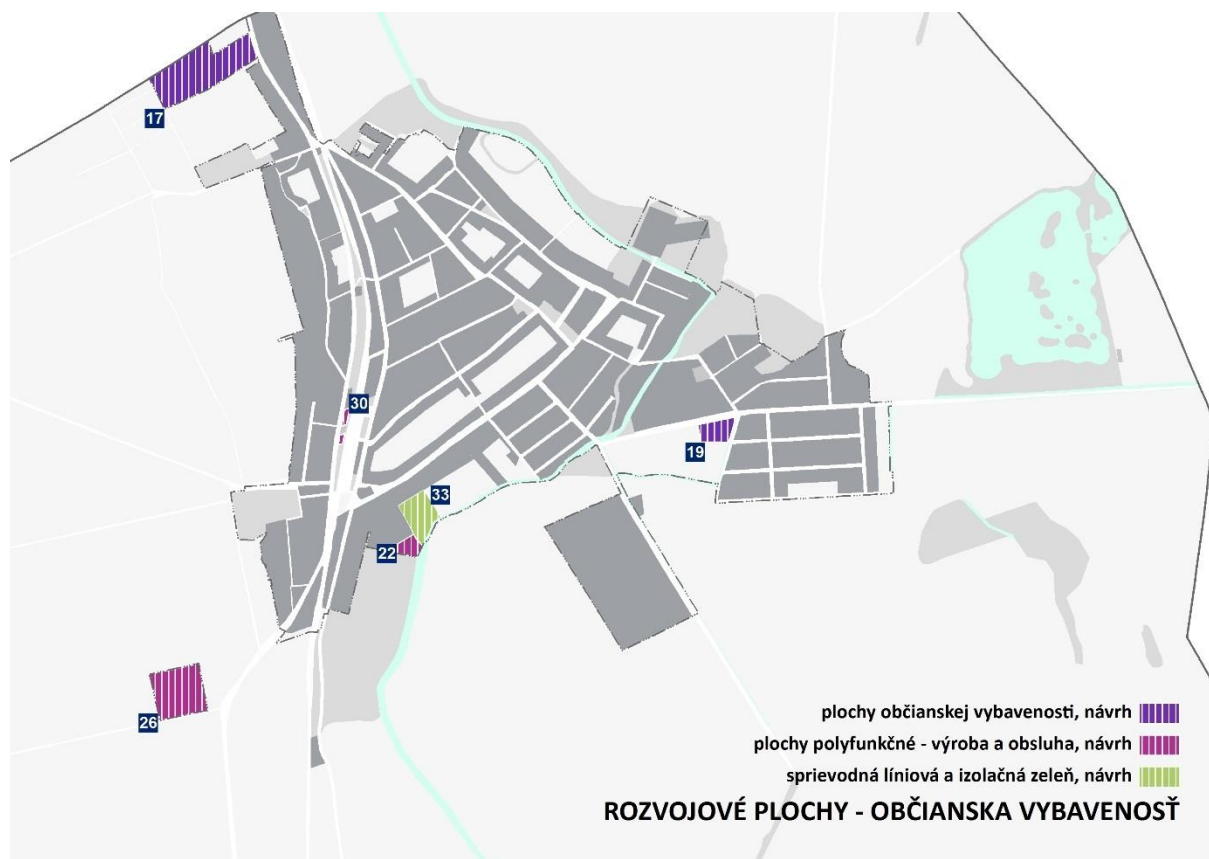 17
30
19
33
22
26
plochy občianskej vybavenosti, návrh
plochy polyfunkčné - výroba a obsluha, návrh
sprievodná líniová a izolačná zeleň, návrh
ROZVOJOVÉ PLOCHY - OBČIANSKA VYBAVENOSŤ